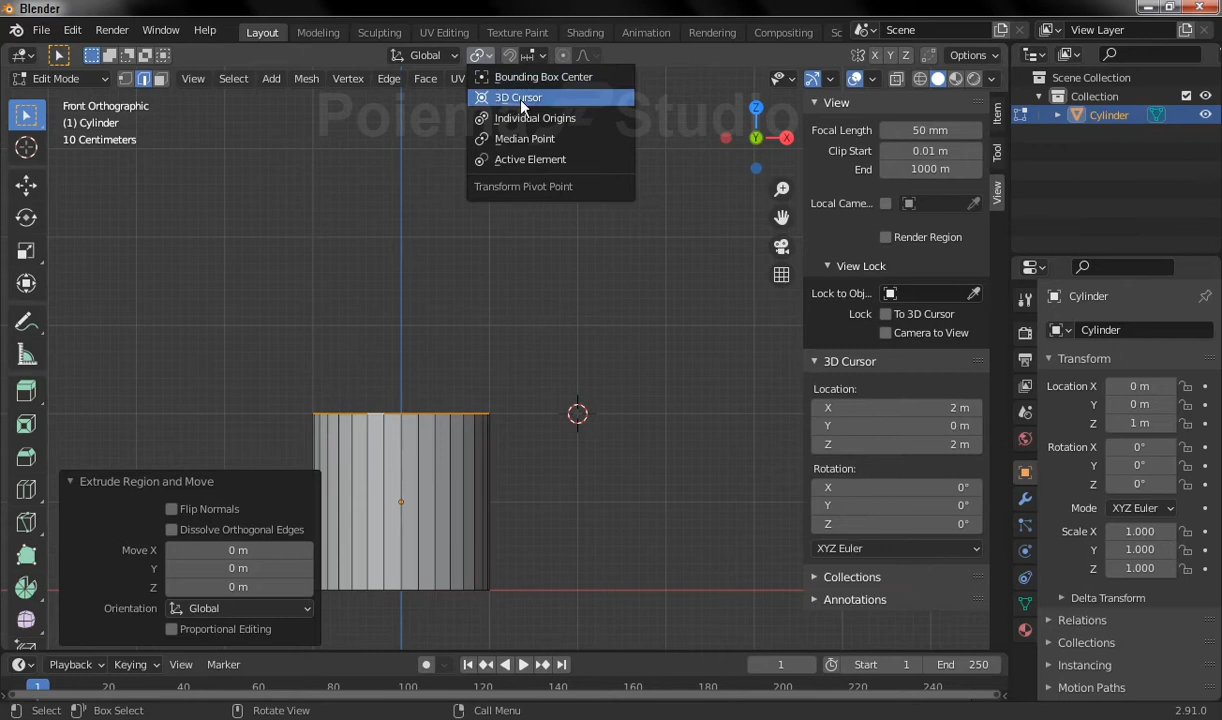 Blender
File Edit Render Window Help Layout Modeling Sculpting UV Editing Texture Paint Shading Animation Rendering Compositing Sc Scene View Layer
Global Options
X Y Z
Edit Mode View Select Add Mesh Vertex Edge Face UV
Bounding Box Center
3D Cursor
Individual Origins
Median Point
Active Element
Transform Pivot Point
Front Orthographic
(1) Cylinder
10 Centimeters
Z
Y X
View
Focal Length 50 mm
Clip Start 0.01 m
End 1000 m
Local Came...
Render Region
View Lock
Lock to Obj...
Lock To 3D Cursor
Camera to View
3D Cursor
Location:
X 2 m
Y 0 m
Z 2 m
Rotation:
X 0°
Y 0°
Z 0°
XYZ Euler
Collections
Annotations
Item
Tool
View
Scene Collection
Collection
Cylinder
Cylinder
Cylinder
Transform
Location X 0 m
Y 0 m
Z 1 m
Rotation X 0°
Y 0°
Z 0°
Mode XYZ Euler
Scale X 1.000
Y 1.000
Z 1.000
Delta Transform
Relations
Collections
Instancing
Motion Paths
Extrude Region and Move
Flip Normals
Dissolve Orthogonal Edges
Move X 0 m
Y 0 m
Z 0 m
Orientation Global
Proportional Editing
Playback Keying View Marker 1 Start 1 End 250
1 20 40 60 80 100 120 140 160 180 200 220 240
Select Box Select Rotate View Call Menu 2.91.0